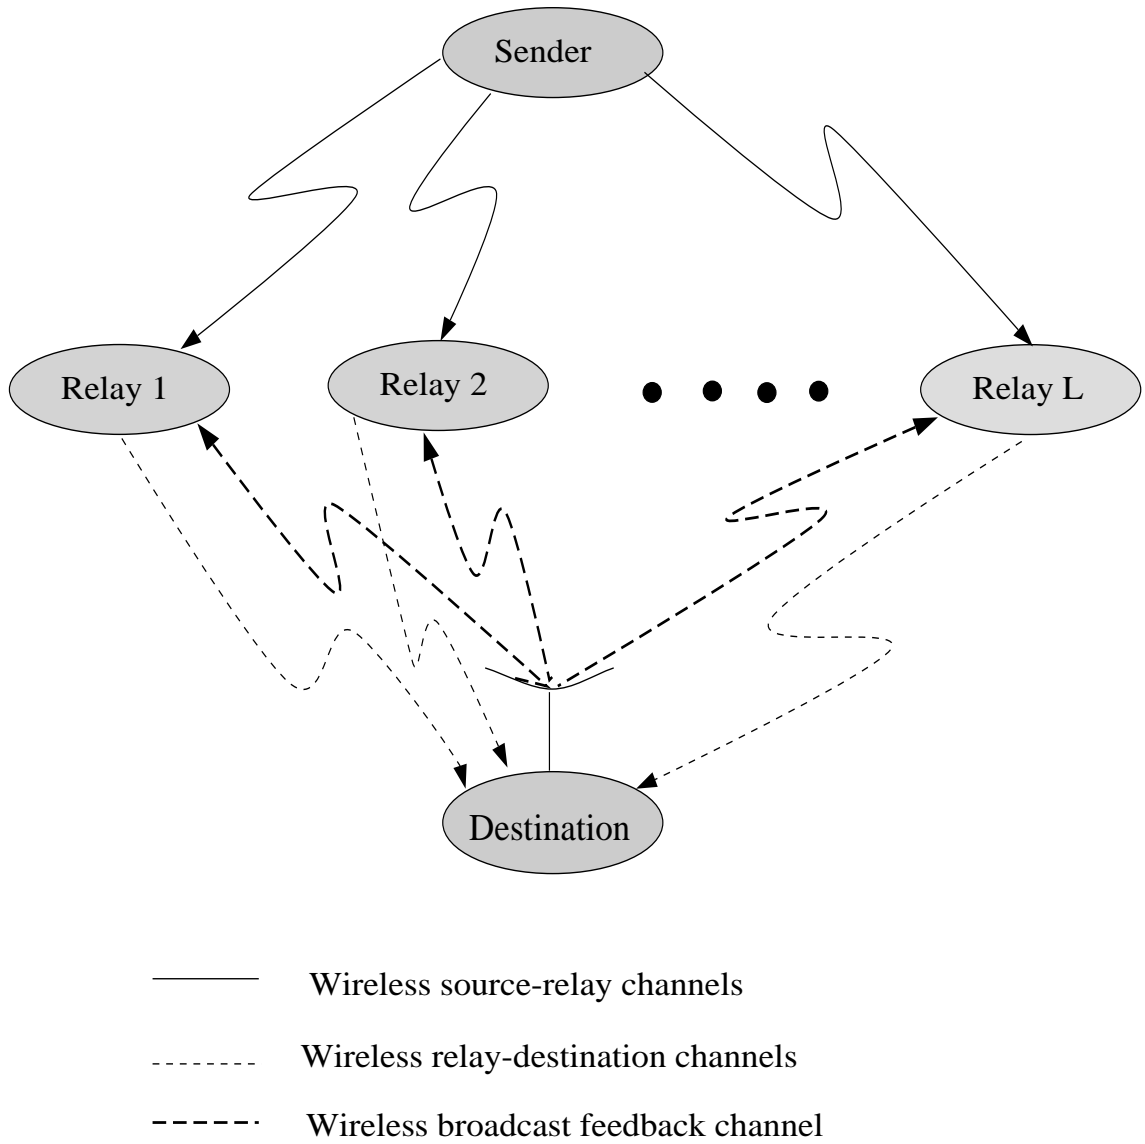 Sender
Relay 1
Relay 2
Relay L
Destination
Wireless source-relay channels
Wireless relay-destination channels
Wireless broadcast feedback channel